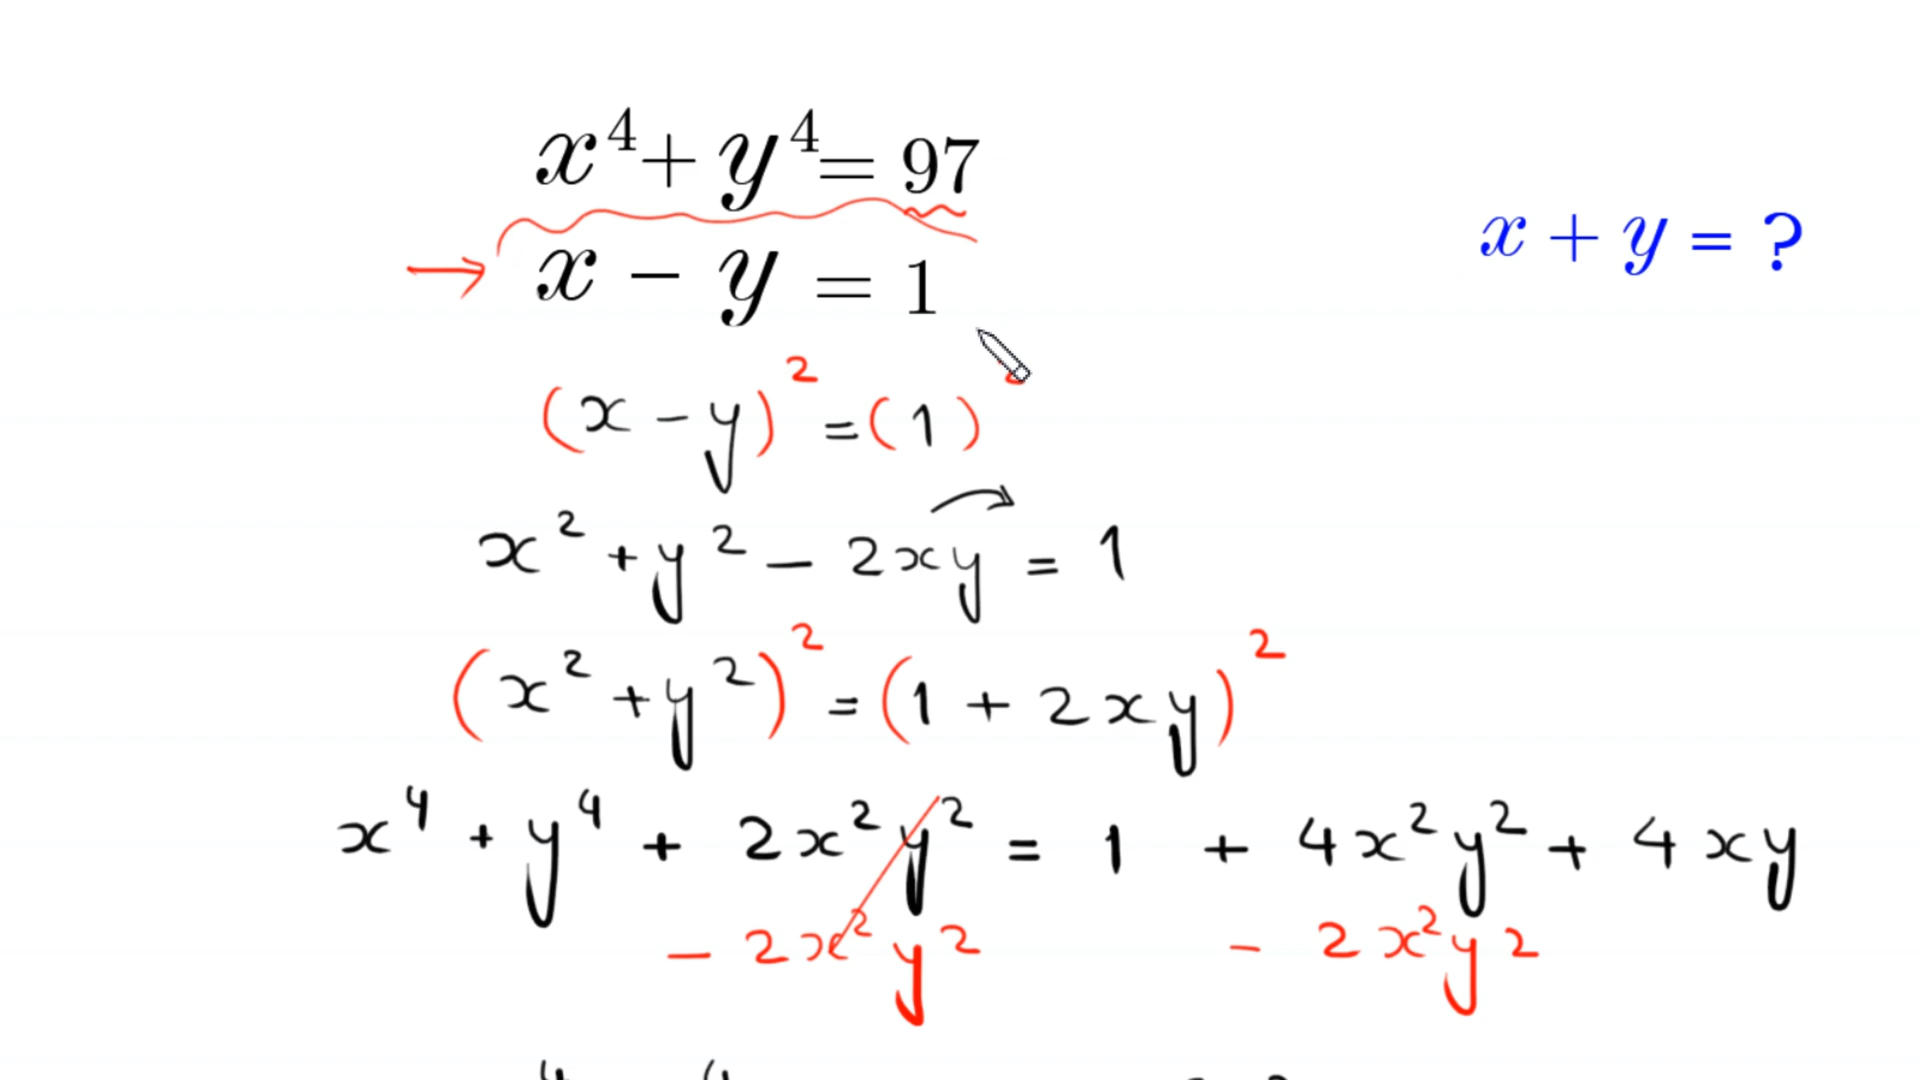 x⁴ + y⁴ = 97
x − y = 1
x + y = ?
(x − y)² = (1)²
x² + y² − 2xy = 1
(x² + y²)² = (1 + 2xy)²
x⁴ + y⁴ + 2x²y² = 1 + 4x²y² + 4xy
− 2x²y² − 2x²y²